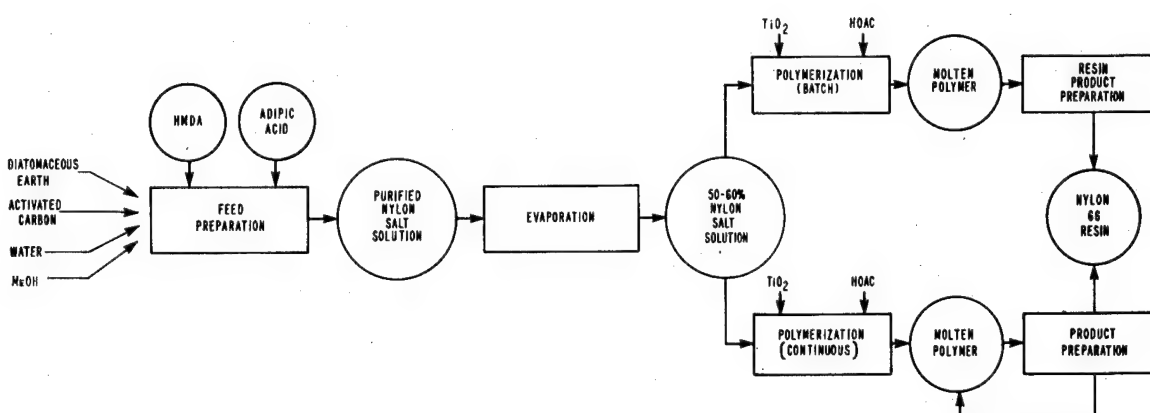 TiO2
HOAC
POLYMERIZATION
(BATCH)
MOLTEN
POLYMER
RESIN
PRODUCT
PREPARATION
HMDA
ADIPIC
ACID
DIATOMACEOUS
EARTH
ACTIVATED
CARBON
WATER
MeOH
FEED
PREPARATION
PURIFIED
NYLON
SALT
SOLUTION
EVAPORATION
50-60%
NYLON
SALT
SOLUTION
NYLON
66
RESIN
TiO2
HOAC
POLYMERIZATION
(CONTINUOUS)
MOLTEN
POLYMER
PRODUCT
PREPARATION